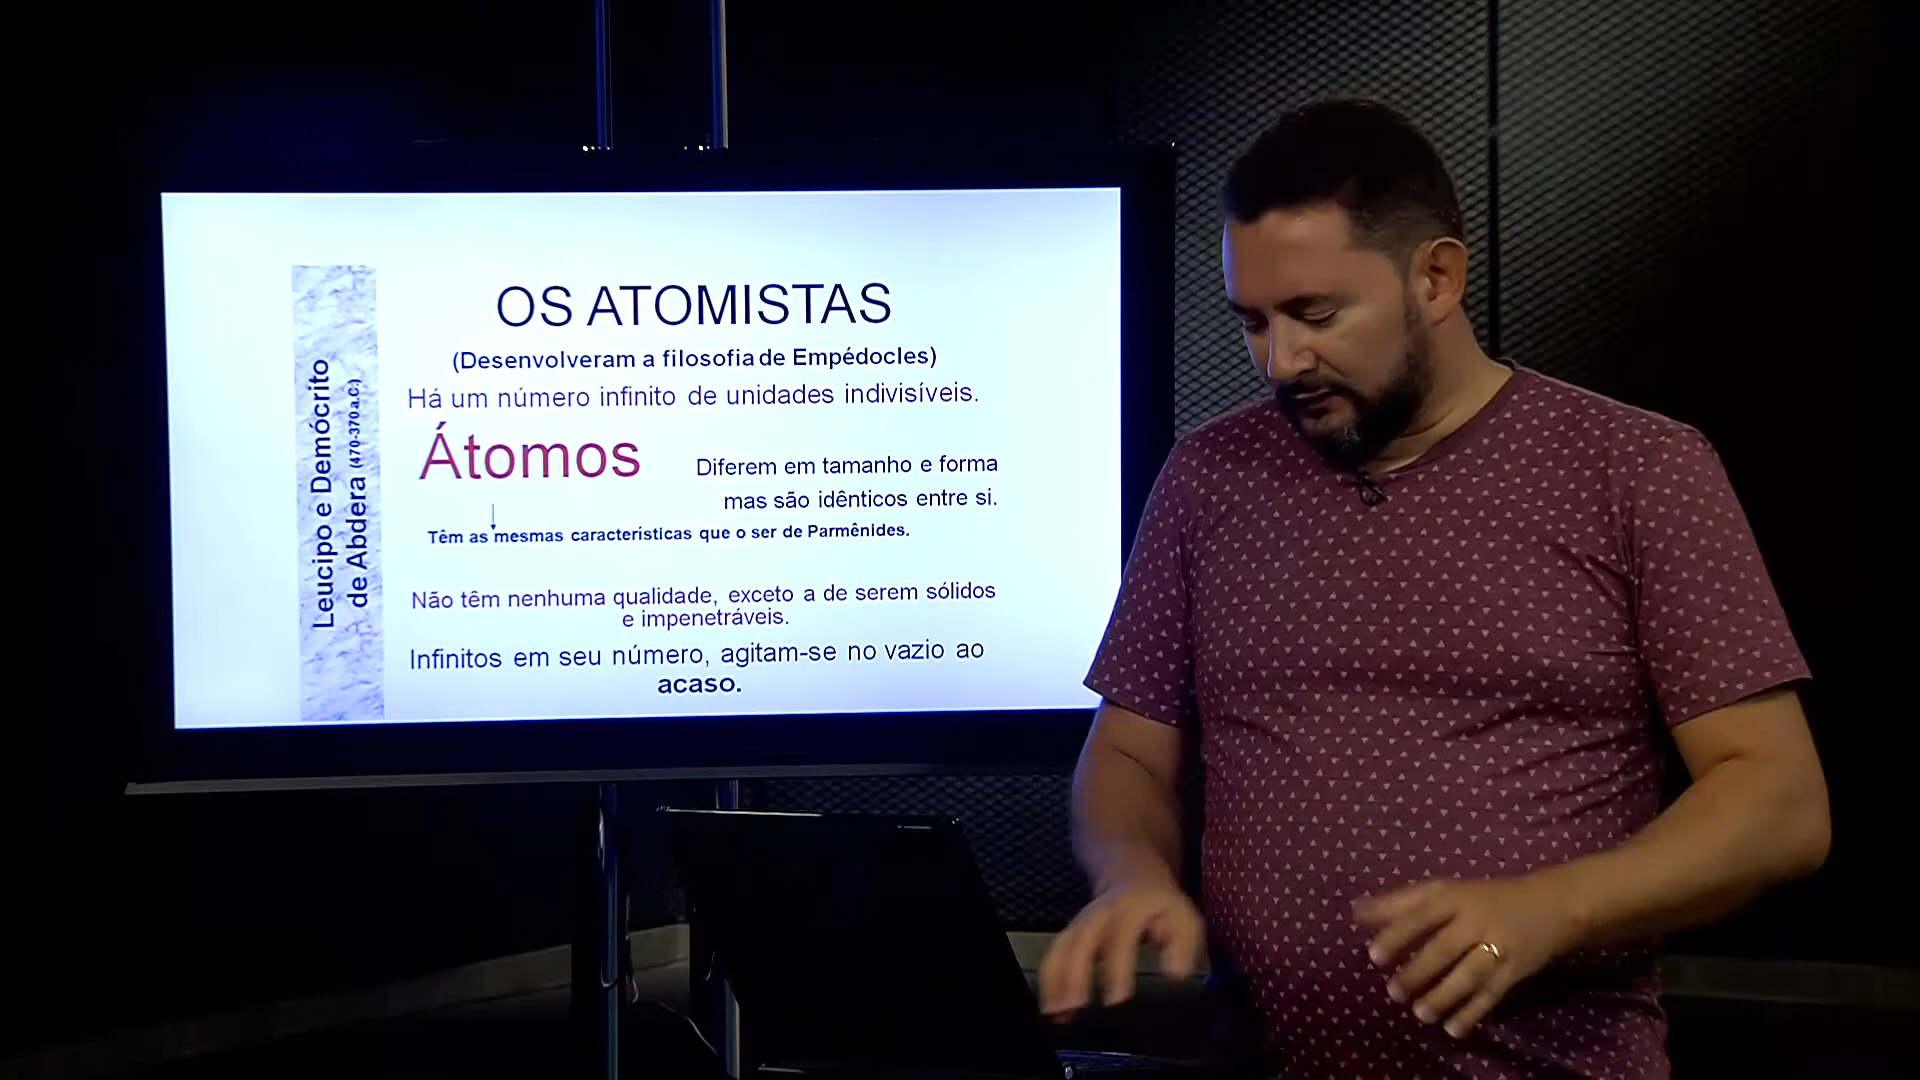 OS ATOMISTAS
(Desenvolveram a filosofia de Empédocles)
Há um número infinito de unidades indivisíveis.
Átomos
Diferem em tamanho e forma
mas são idênticos entre si.
Têm as mesmas características que o ser de Parmênides.
Não têm nenhuma qualidade, exceto a de serem sólidos
e impenetráveis.
Infinitos em seu número, agitam-se no vazio ao
acaso.
Leucipo e Demócrito
de Abdera (470-370 a.C.)